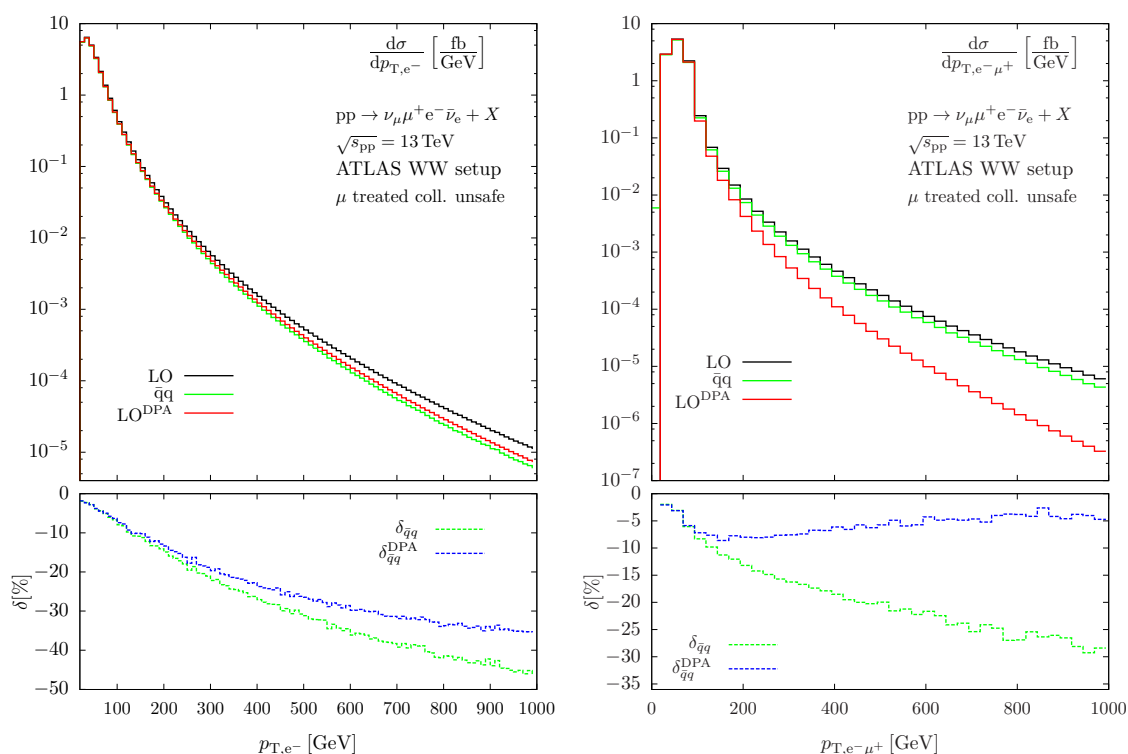 10
1
10⁻¹
10⁻²
10⁻³
10⁻⁴
10⁻⁵
dσ/dp_T,e⁻ [fb/GeV]
pp → ν_μ μ⁺ e⁻ ν̄_e + X
√s_pp = 13 TeV
ATLAS WW setup
μ treated coll. unsafe
LO
q̄q
LO^DPA
0
−10
−20
−30
−40
−50
δ[%]
δ_q̄q
δ_q̄q^DPA
100 200 300 400 500 600 700 800 900 1000
p_T,e⁻ [GeV]
10
1
10⁻¹
10⁻²
10⁻³
10⁻⁴
10⁻⁵
10⁻⁶
10⁻⁷
dσ/dp_T,e⁻μ⁺ [fb/GeV]
pp → ν_μ μ⁺ e⁻ ν̄_e + X
√s_pp = 13 TeV
ATLAS WW setup
μ treated coll. unsafe
LO
q̄q
LO^DPA
0
−5
−10
−15
−20
−25
−30
−35
δ[%]
δ_q̄q
δ_q̄q^DPA
0 200 400 600 800 1000
p_T,e⁻μ⁺ [GeV]